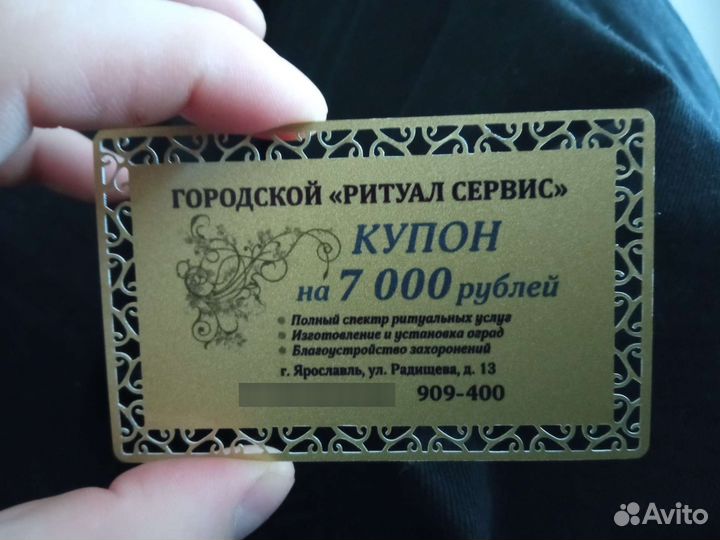 ГОРОДСКОЙ «РИТУАЛ СЕРВИС»
КУПОН
на 7 000 рублей
• Полный спектр ритуальных услуг
• Изготовление и установка оград
• Благоустройство захоронений
г. Ярославль, ул. Радищева, д. 13
909-400
Avito